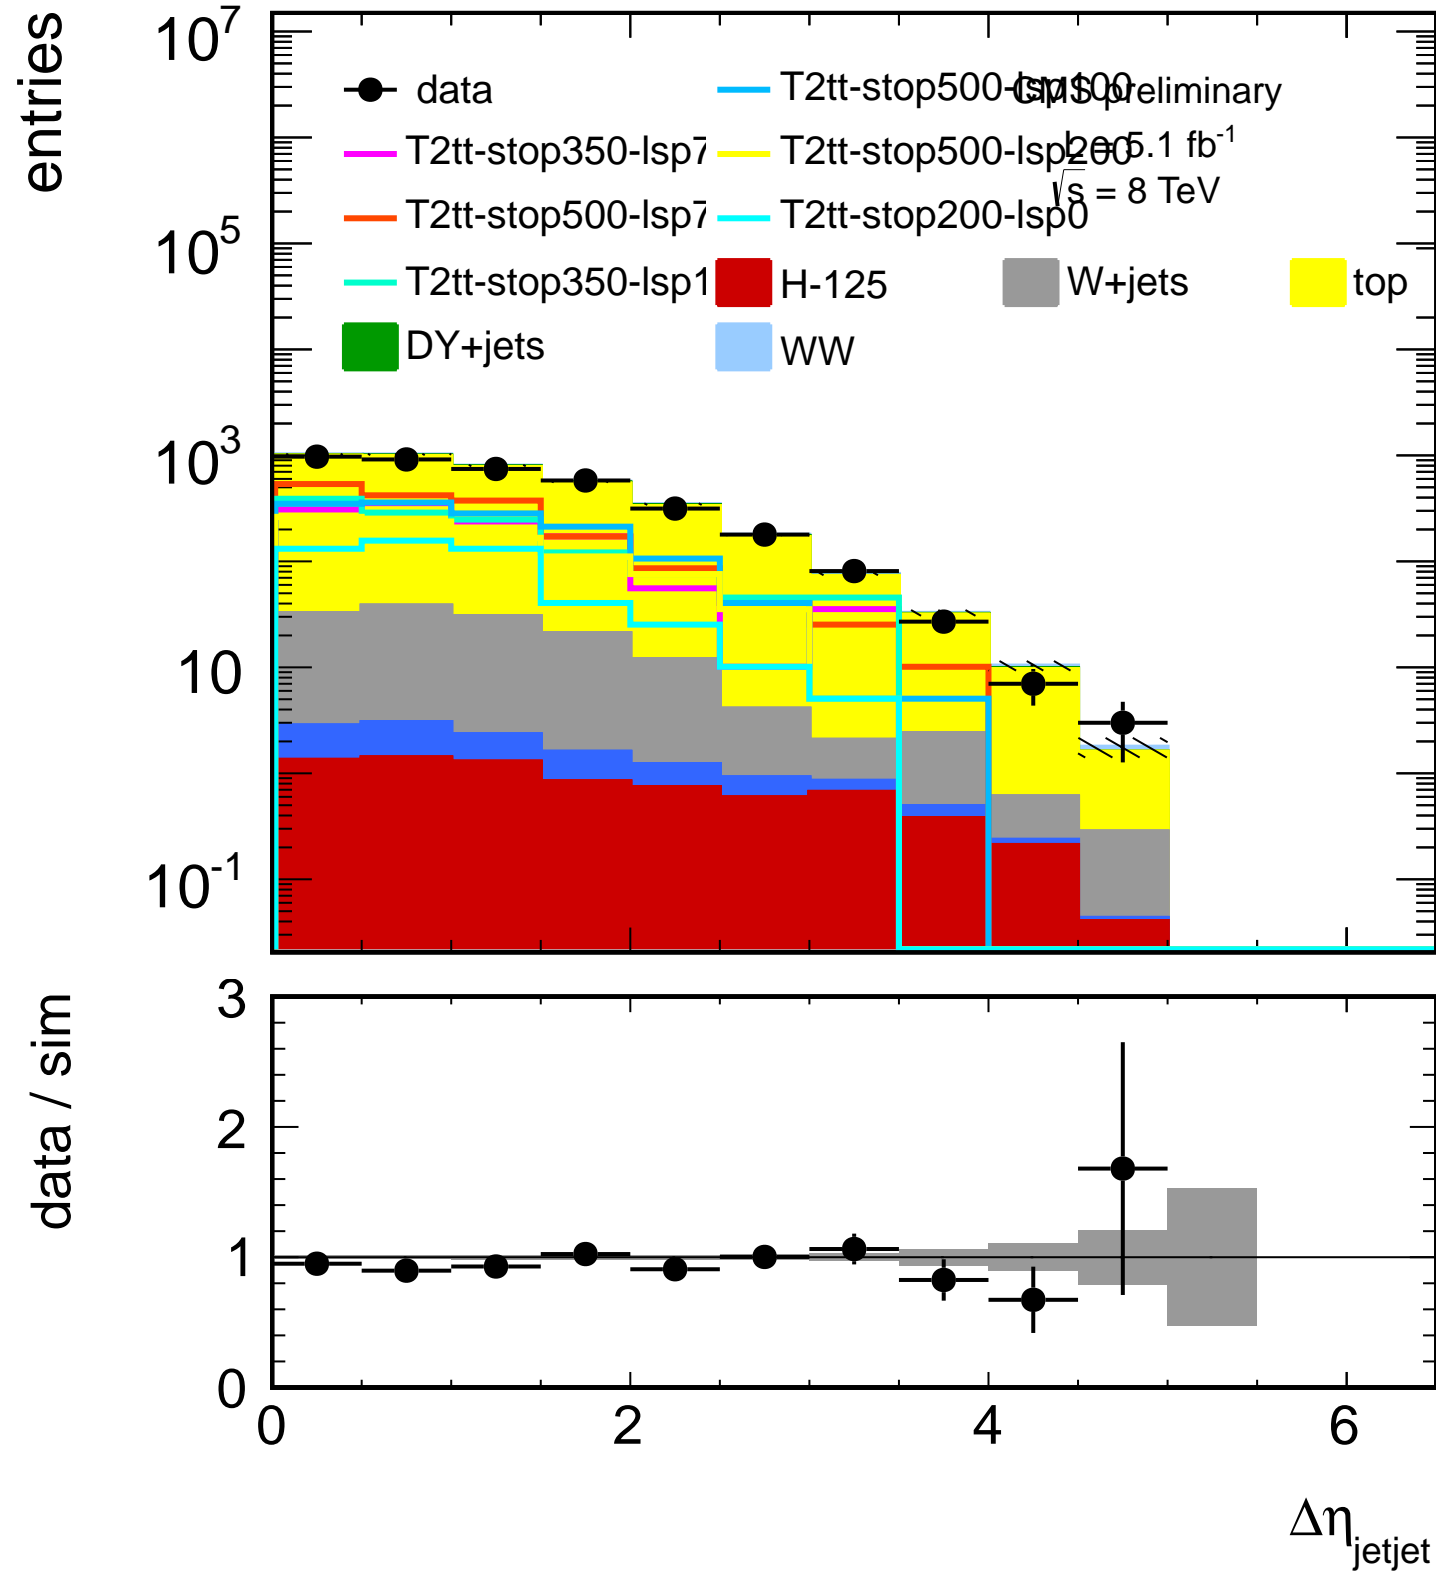 entries
10^7
10^5
10^3
10
10^-1
data
T2tt-stop500-lsp100
CMS preliminary
T2tt-stop350-lsp7
T2tt-stop500-lsp200
L = 5.1 fb^-1
√s = 8 TeV
T2tt-stop500-lsp7
T2tt-stop200-lsp0
T2tt-stop350-lsp1
H-125
W+jets
top
DY+jets
WW
data / sim
3
2
1
0
0
2
4
6
Δη_jetjet